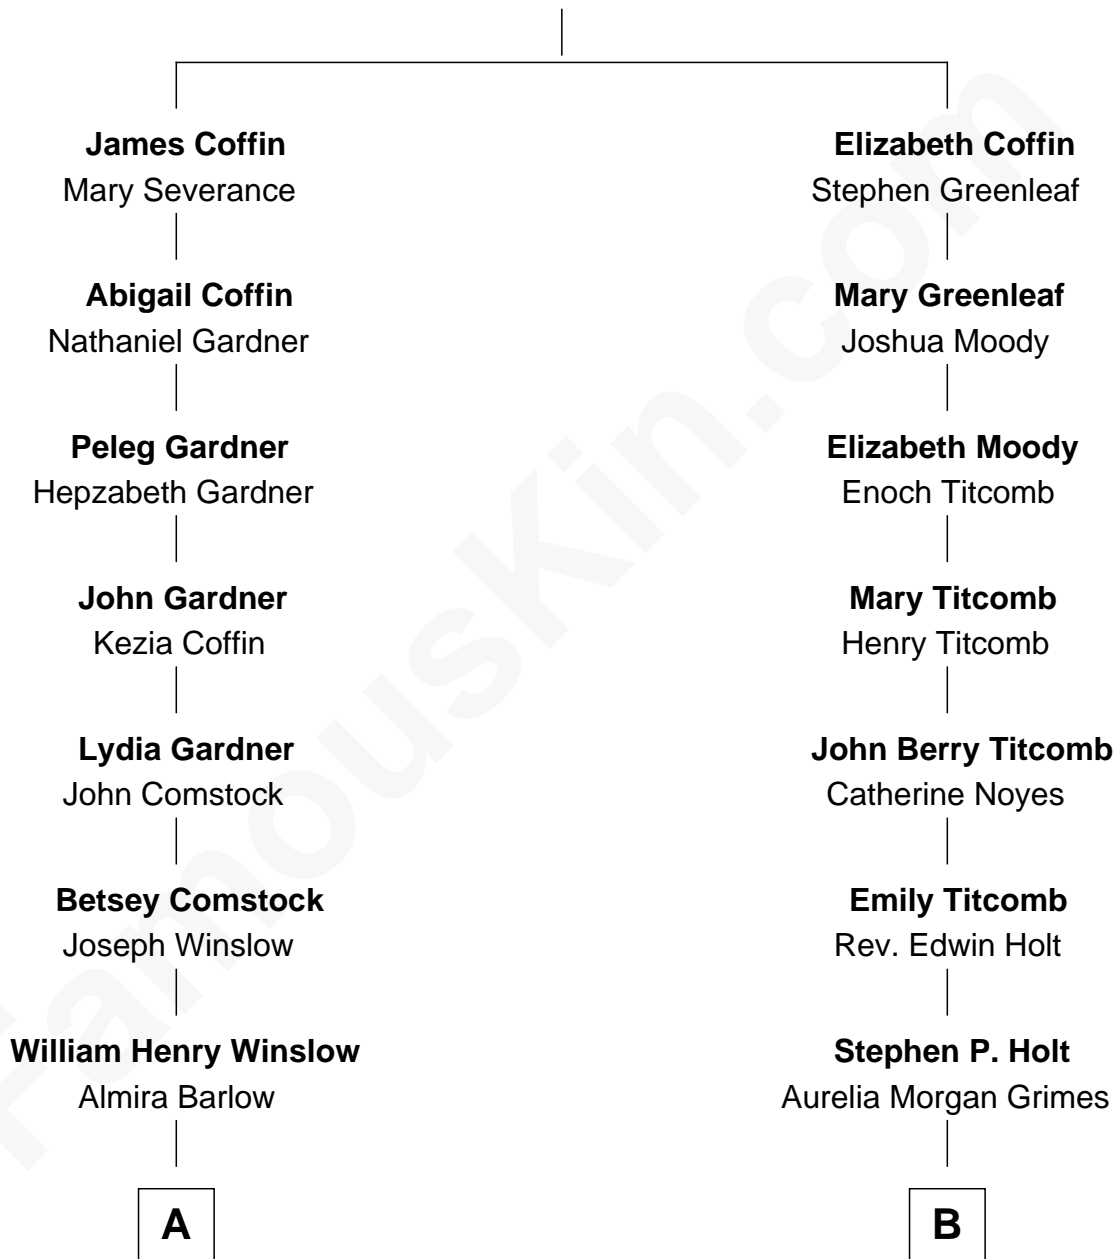 James Coffin
Mary Severance
Abigail Coffin
Nathaniel Gardner
Peleg Gardner
Hepzabeth Gardner
John Gardner
Kezia Coffin
Lydia Gardner
John Comstock
Betsey Comstock
Joseph Winslow
William Henry Winslow
Almira Barlow
A
Elizabeth Coffin
Stephen Greenleaf
Mary Greenleaf
Joshua Moody
Elizabeth Moody
Enoch Titcomb
Mary Titcomb
Henry Titcomb
John Berry Titcomb
Catherine Noyes
Emily Titcomb
Rev. Edwin Holt
Stephen P. Holt
Aurelia Morgan Grimes
B
FamousKin.com